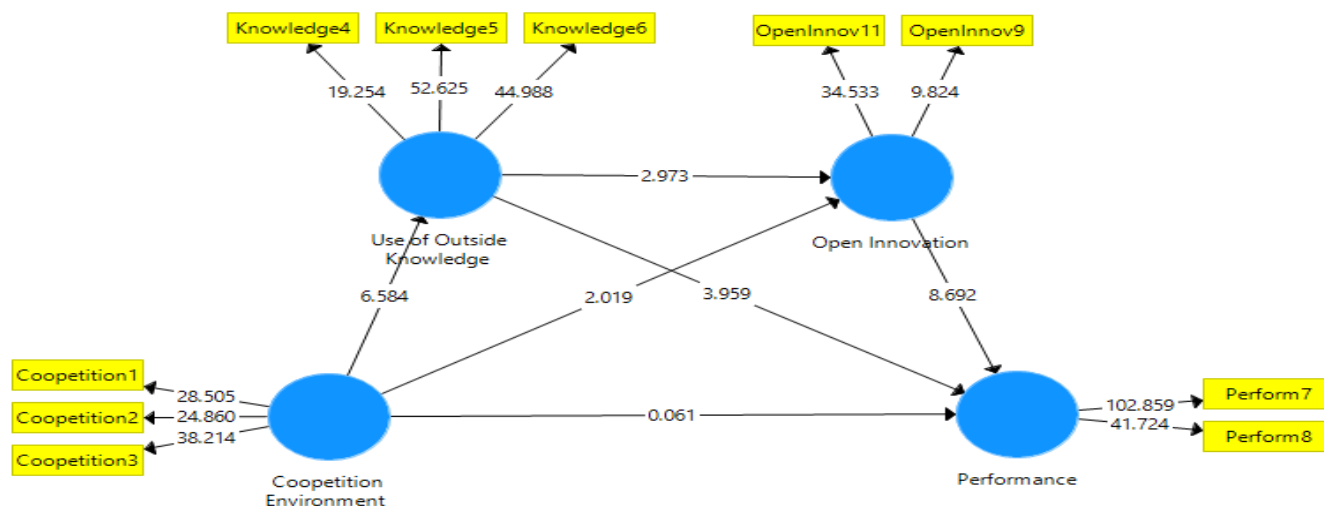 Knowledge4
Knowledge5
Knowledge6
OpenInnov11
OpenInnov9
19.254
52.625
44.988
34.533
9.824
2.973
Use of Outside
Knowledge
Open Innovation
6.584
2.019
3.959
8.692
Coopetition1
Coopetition2
Coopetition3
28.505
24.860
38.214
0.061
102.859
41.724
Perform7
Perform8
Coopetition
Environment
Performance